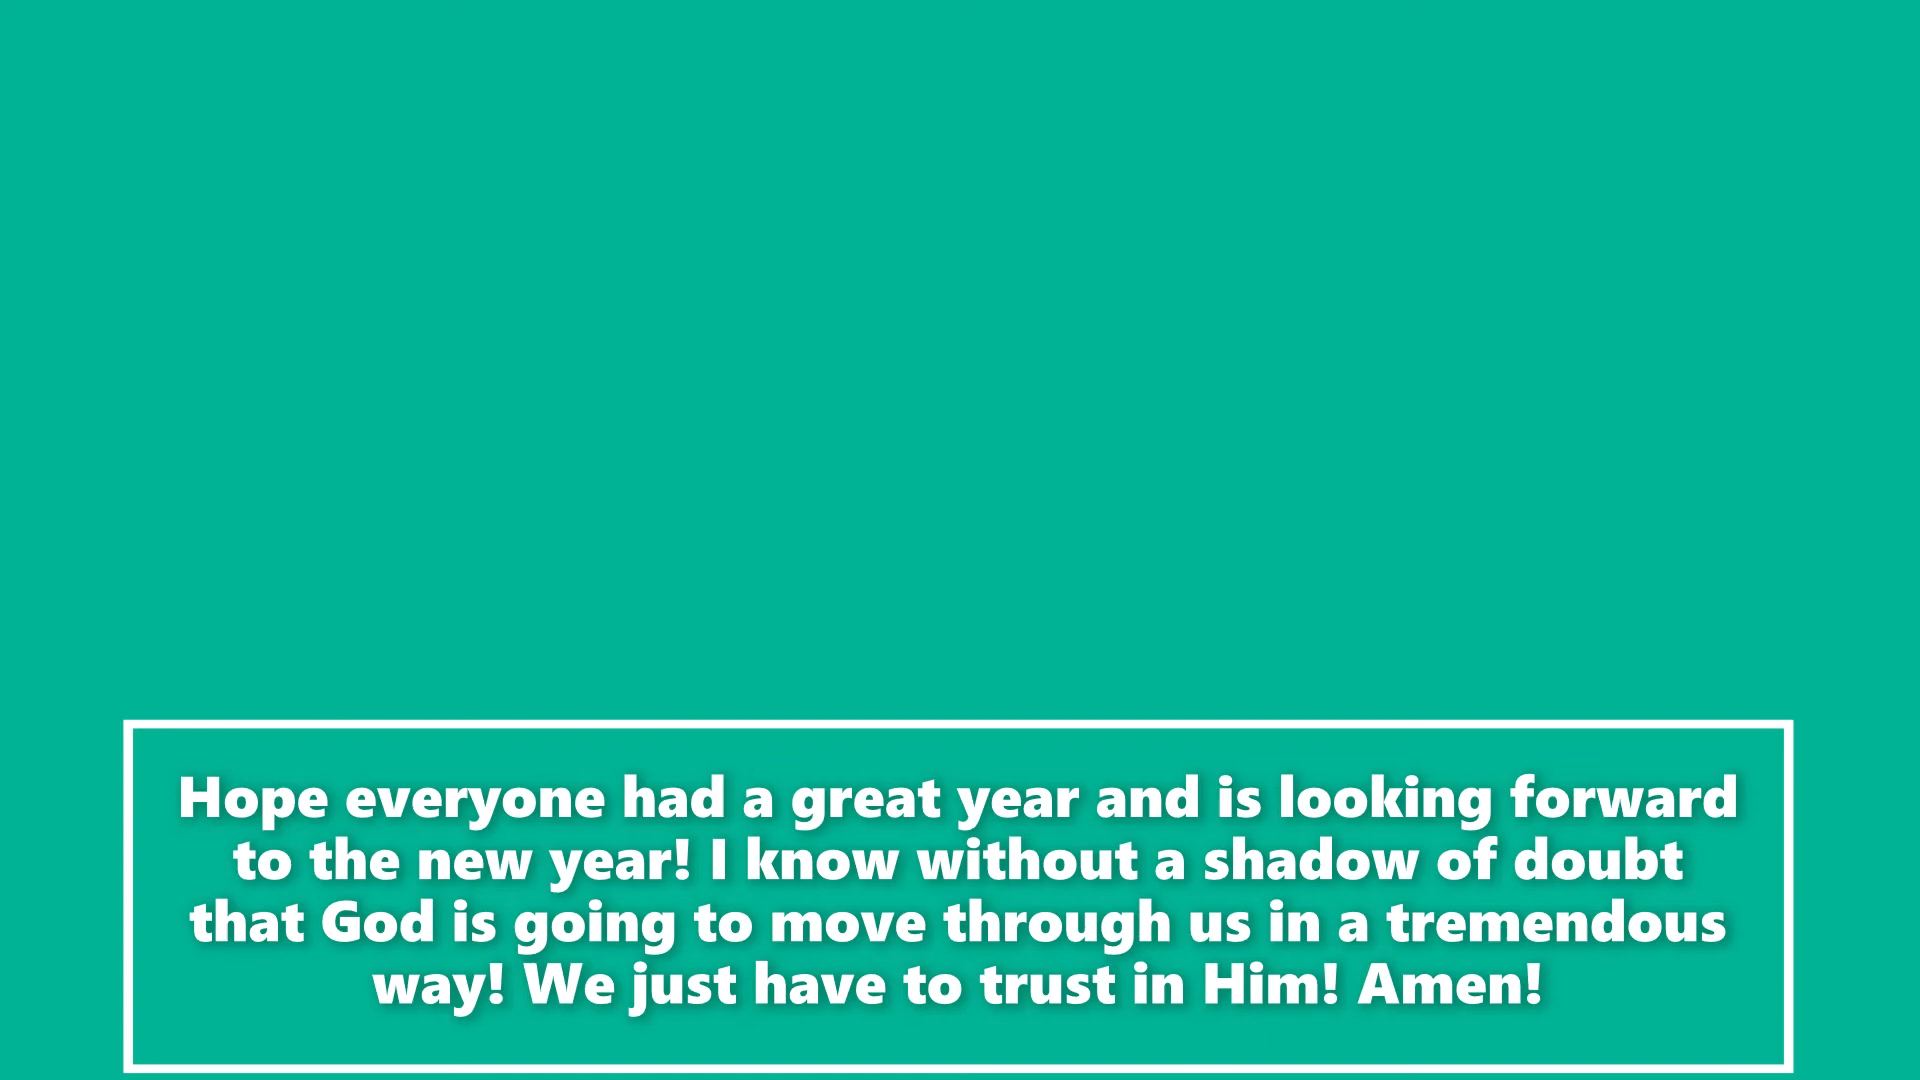 Hope everyone had a great year and is looking forward
to the new year! I know without a shadow of doubt
that God is going to move through us in a tremendous
way! We just have to trust in Him! Amen!